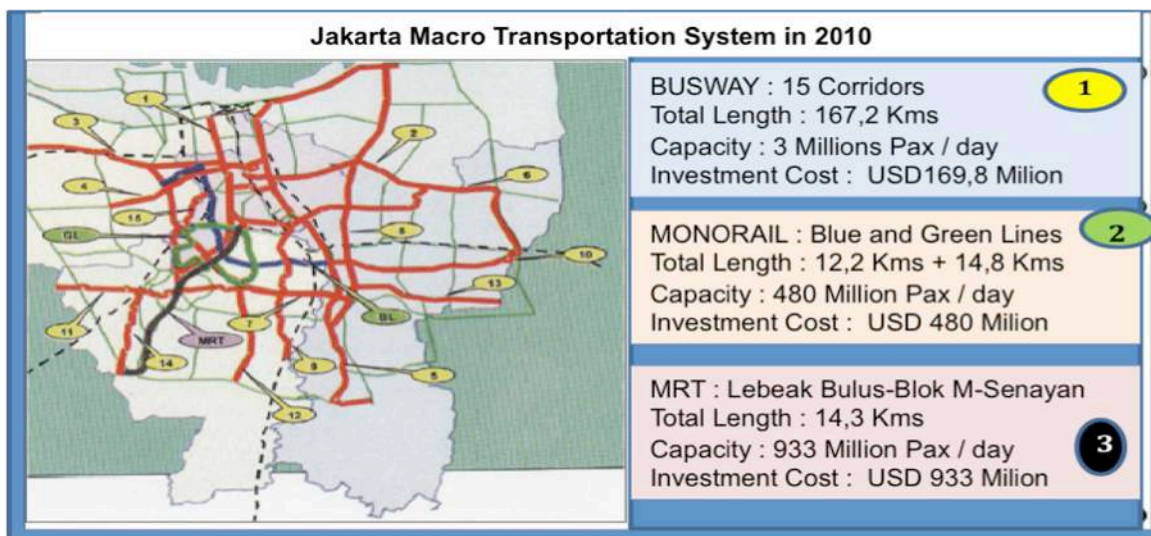 Jakarta Macro Transportation System in 2010
1
2
3
4
6
15
GL
8
10
13
11
7
BL
MRT
14
9
5
12
BUSWAY : 15 Corridors
1
Total Length : 167,2 Kms
Capacity : 3 Millions Pax / day
Investment Cost : USD169,8 Milion
MONORAIL : Blue and Green Lines
2
Total Length : 12,2 Kms + 14,8 Kms
Capacity : 480 Million Pax / day
Investment Cost : USD 480 Milion
MRT : Lebeak Bulus-Blok M-Senayan
Total Length : 14,3 Kms
3
Capacity : 933 Million Pax / day
Investment Cost : USD 933 Milion